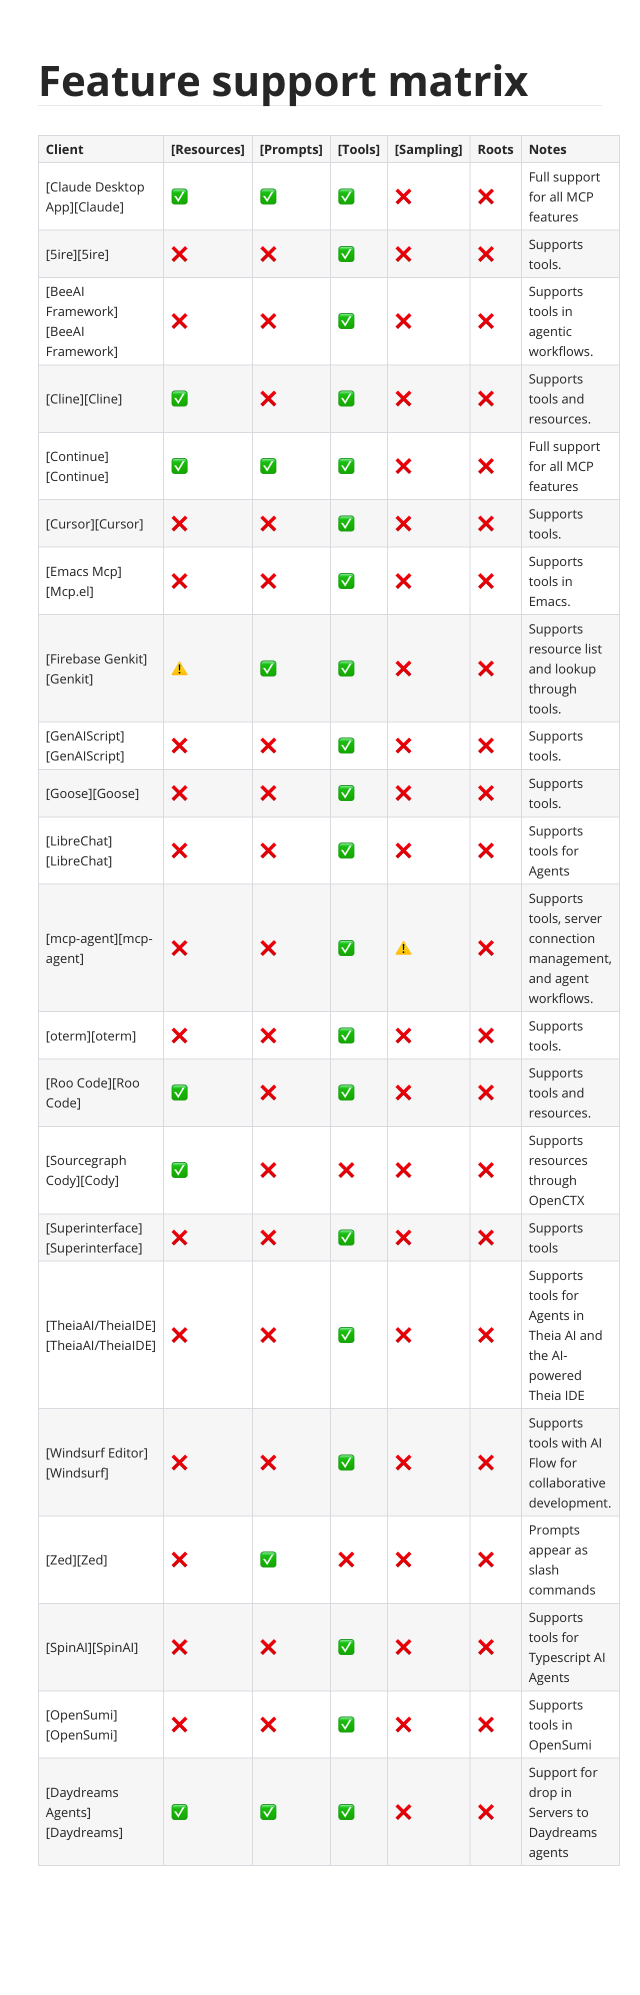 Feature support matrix
Client [Resources] [Prompts] [Tools] [Sampling] Roots Notes
[Claude Desktop
App][Claude]
✅ ✅ ✅ ❌ ❌
Full support
for all MCP
features
[5ire][5ire]
❌ ❌ ✅ ❌ ❌
Supports
tools.
[BeeAI
Framework]
[BeeAI
Framework]
❌ ❌ ✅ ❌ ❌
Supports
tools in
agentic
workflows.
[Cline][Cline]
✅ ❌ ✅ ❌ ❌
Supports
tools and
resources.
[Continue]
[Continue]
✅ ✅ ✅ ❌ ❌
Full support
for all MCP
features
[Cursor][Cursor]
❌ ❌ ✅ ❌ ❌
Supports
tools.
[Emacs Mcp]
[Mcp.el]
❌ ❌ ✅ ❌ ❌
Supports
tools in
Emacs.
[Firebase Genkit]
[Genkit]
⚠️ ✅ ✅ ❌ ❌
Supports
resource list
and lookup
through
tools.
[GenAIScript]
[GenAIScript]
❌ ❌ ✅ ❌ ❌
Supports
tools.
[Goose][Goose]
❌ ❌ ✅ ❌ ❌
Supports
tools.
[LibreChat]
[LibreChat]
❌ ❌ ✅ ❌ ❌
Supports
tools for
Agents
[mcp-agent][mcp-
agent]
❌ ❌ ✅ ⚠️ ❌
Supports
tools, server
connection
management,
and agent
workflows.
[oterm][oterm]
❌ ❌ ✅ ❌ ❌
Supports
tools.
[Roo Code][Roo
Code]
✅ ❌ ✅ ❌ ❌
Supports
tools and
resources.
[Sourcegraph
Cody][Cody]
✅ ❌ ❌ ❌ ❌
Supports
resources
through
OpenCTX
[Superinterface]
[Superinterface]
❌ ❌ ✅ ❌ ❌
Supports
tools
[TheiaAI/TheiaIDE]
[TheiaAI/TheiaIDE]
❌ ❌ ✅ ❌ ❌
Supports
tools for
Agents in
Theia AI and
the AI-
powered
Theia IDE
[Windsurf Editor]
[Windsurf]
❌ ❌ ✅ ❌ ❌
Supports
tools with AI
Flow for
collaborative
development.
[Zed][Zed]
❌ ✅ ❌ ❌ ❌
Prompts
appear as
slash
commands
[SpinAI][SpinAI]
❌ ❌ ✅ ❌ ❌
Supports
tools for
Typescript AI
Agents
[OpenSumi]
[OpenSumi]
❌ ❌ ✅ ❌ ❌
Supports
tools in
OpenSumi
[Daydreams
Agents]
[Daydreams]
✅ ✅ ✅ ❌ ❌
Support for
drop in
Servers to
Daydreams
agents